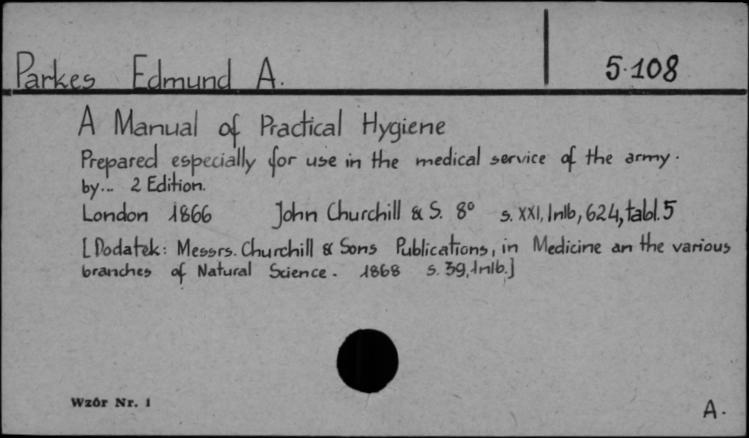 Parkes Edmund A.
5.108
A Manual of Practical Hygiene
Prepared especially for use in the medical service of the army.
by... 2 Edition.
London 1866 John Churchill & S. 8° s. XXI, 1nlb, 624, tabl. 5
[Dodatek: Messrs. Churchill & Sons Publications, in Medicine an the various
branches of Natural Science. 1868 s. 39, 1nlb.]
Wzór Nr. 1
A.